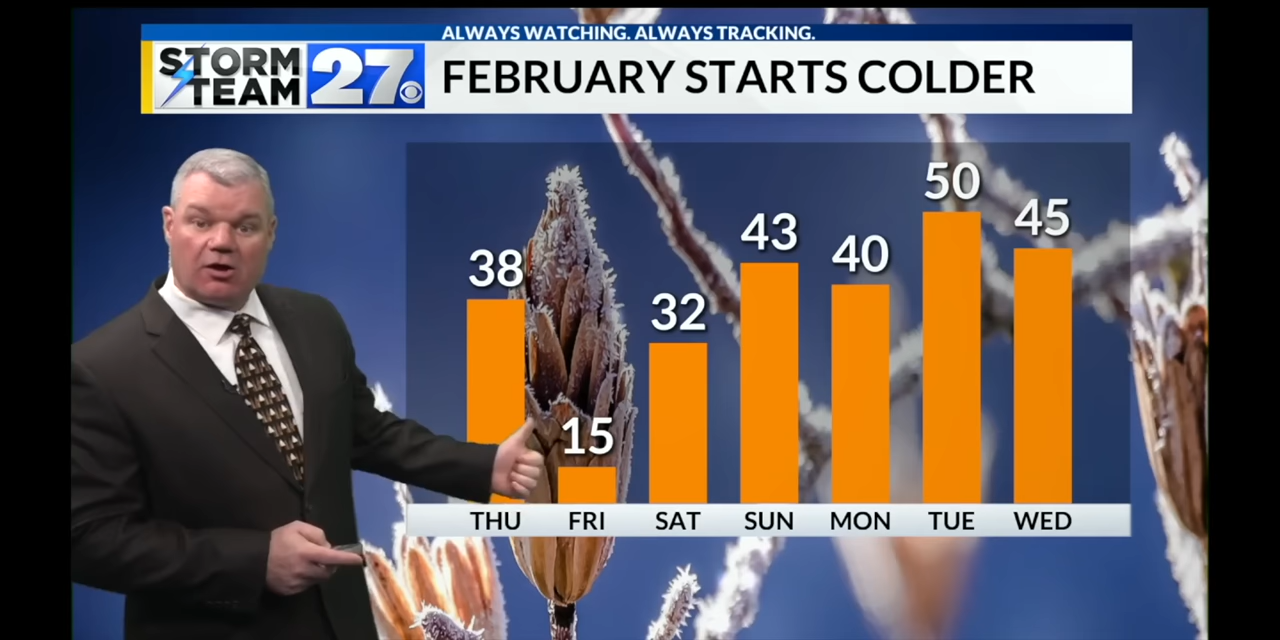 ALWAYS WATCHING. ALWAYS TRACKING.
STORM
TEAM
27
FEBRUARY STARTS COLDER
38
15
32
43
40
50
45
THU FRI SAT SUN MON TUE WED